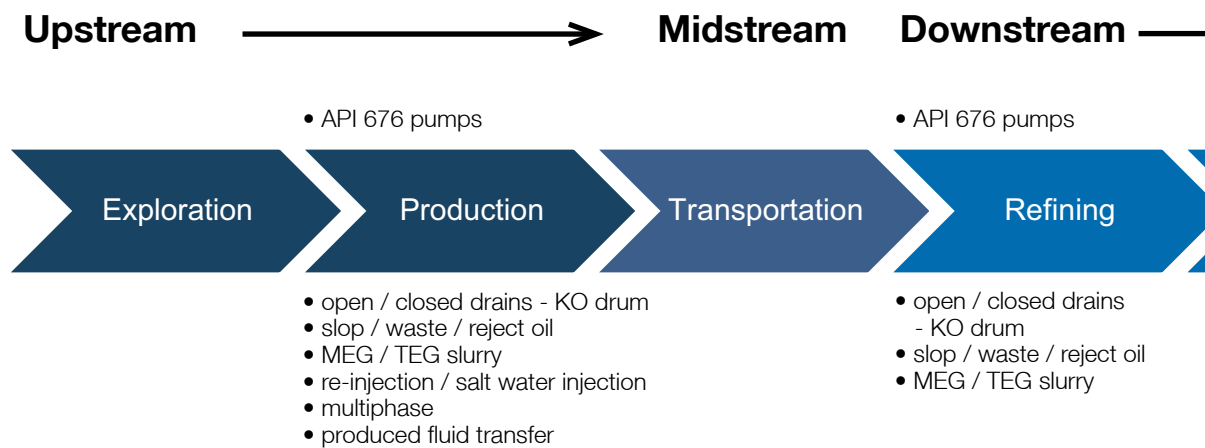 Upstream
Midstream
Downstream
• API 676 pumps
• API 676 pumps
Exploration
Production
Transportation
Refining
• open / closed drains - KO drum
• slop / waste / reject oil
• MEG / TEG slurry
• re-injection / salt water injection
• multiphase
• produced fluid transfer
• open / closed drains
- KO drum
• slop / waste / reject oil
• MEG / TEG slurry